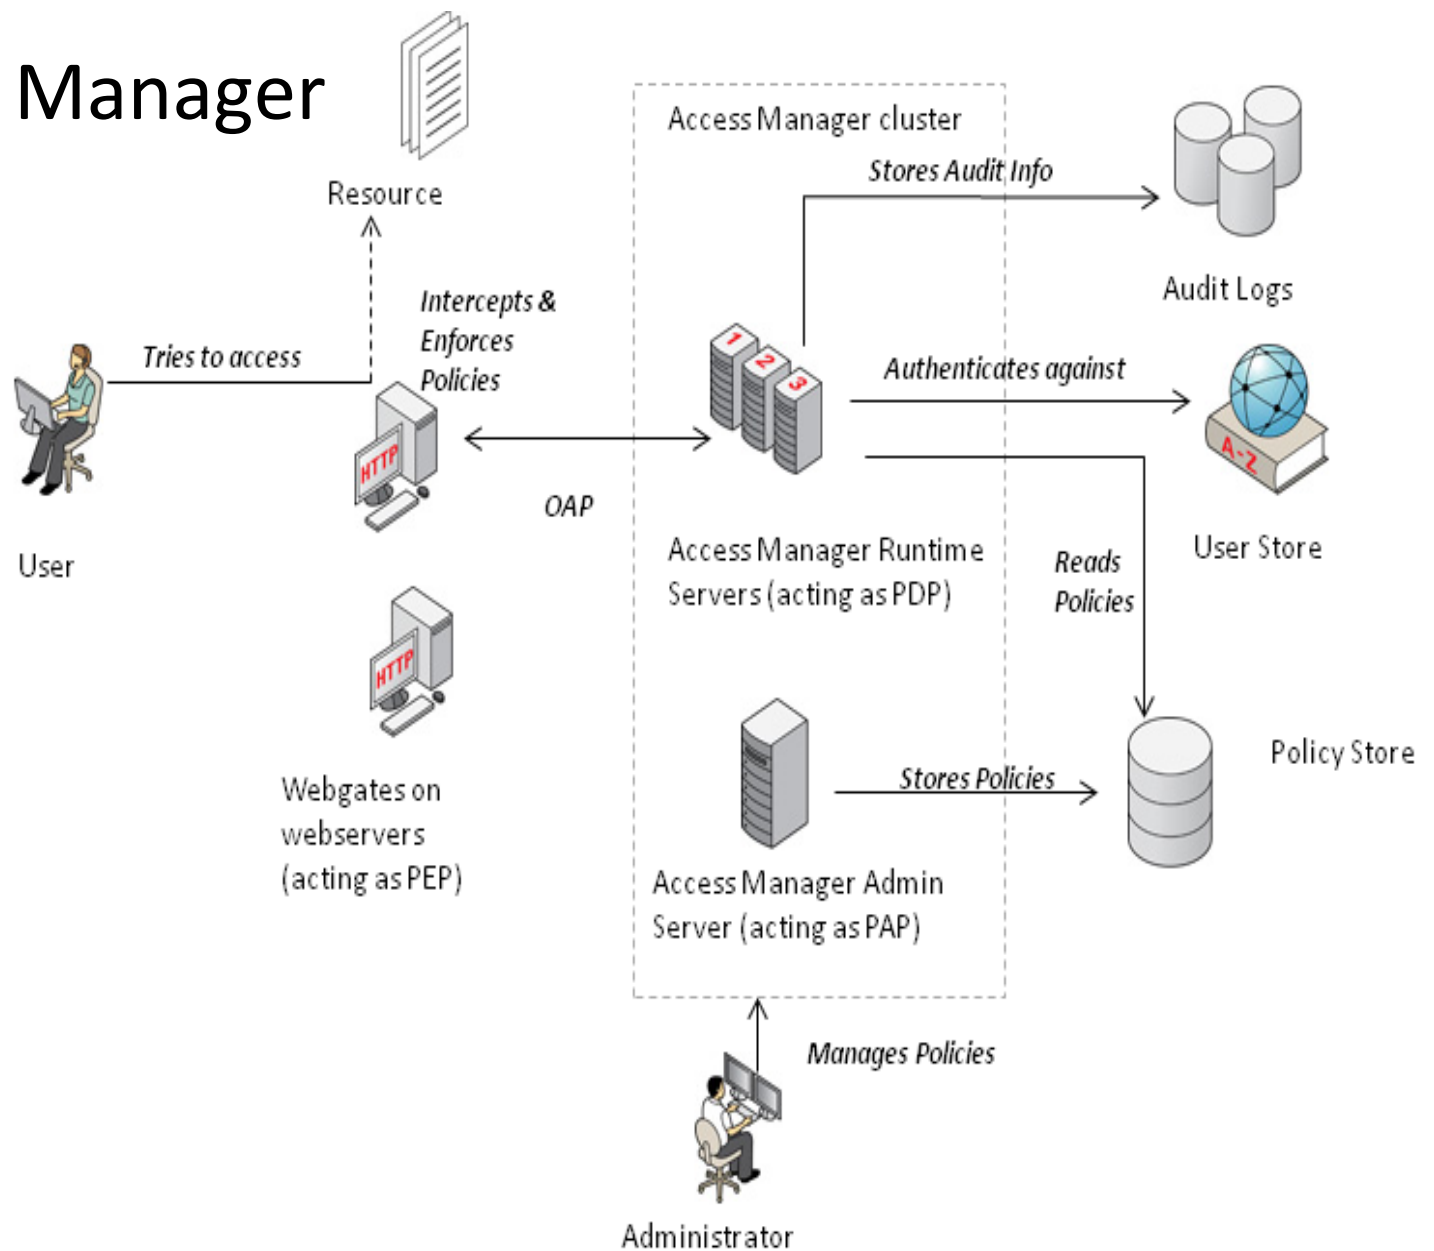 Manager
Resource
Access Manager cluster
Stores Audit Info
Audit Logs
Tries to access
Intercepts &
Enforces
Policies
HTTP
OAP
1
2
3
Authenticates against
A-Z
User Store
User
Access Manager Runtime
Servers (acting as PDP)
Reads
Policies
HTTP
Webgates on
webservers
(acting as PEP)
Stores Policies
Policy Store
Access Manager Admin
Server (acting as PAP)
Manages Policies
Administrator